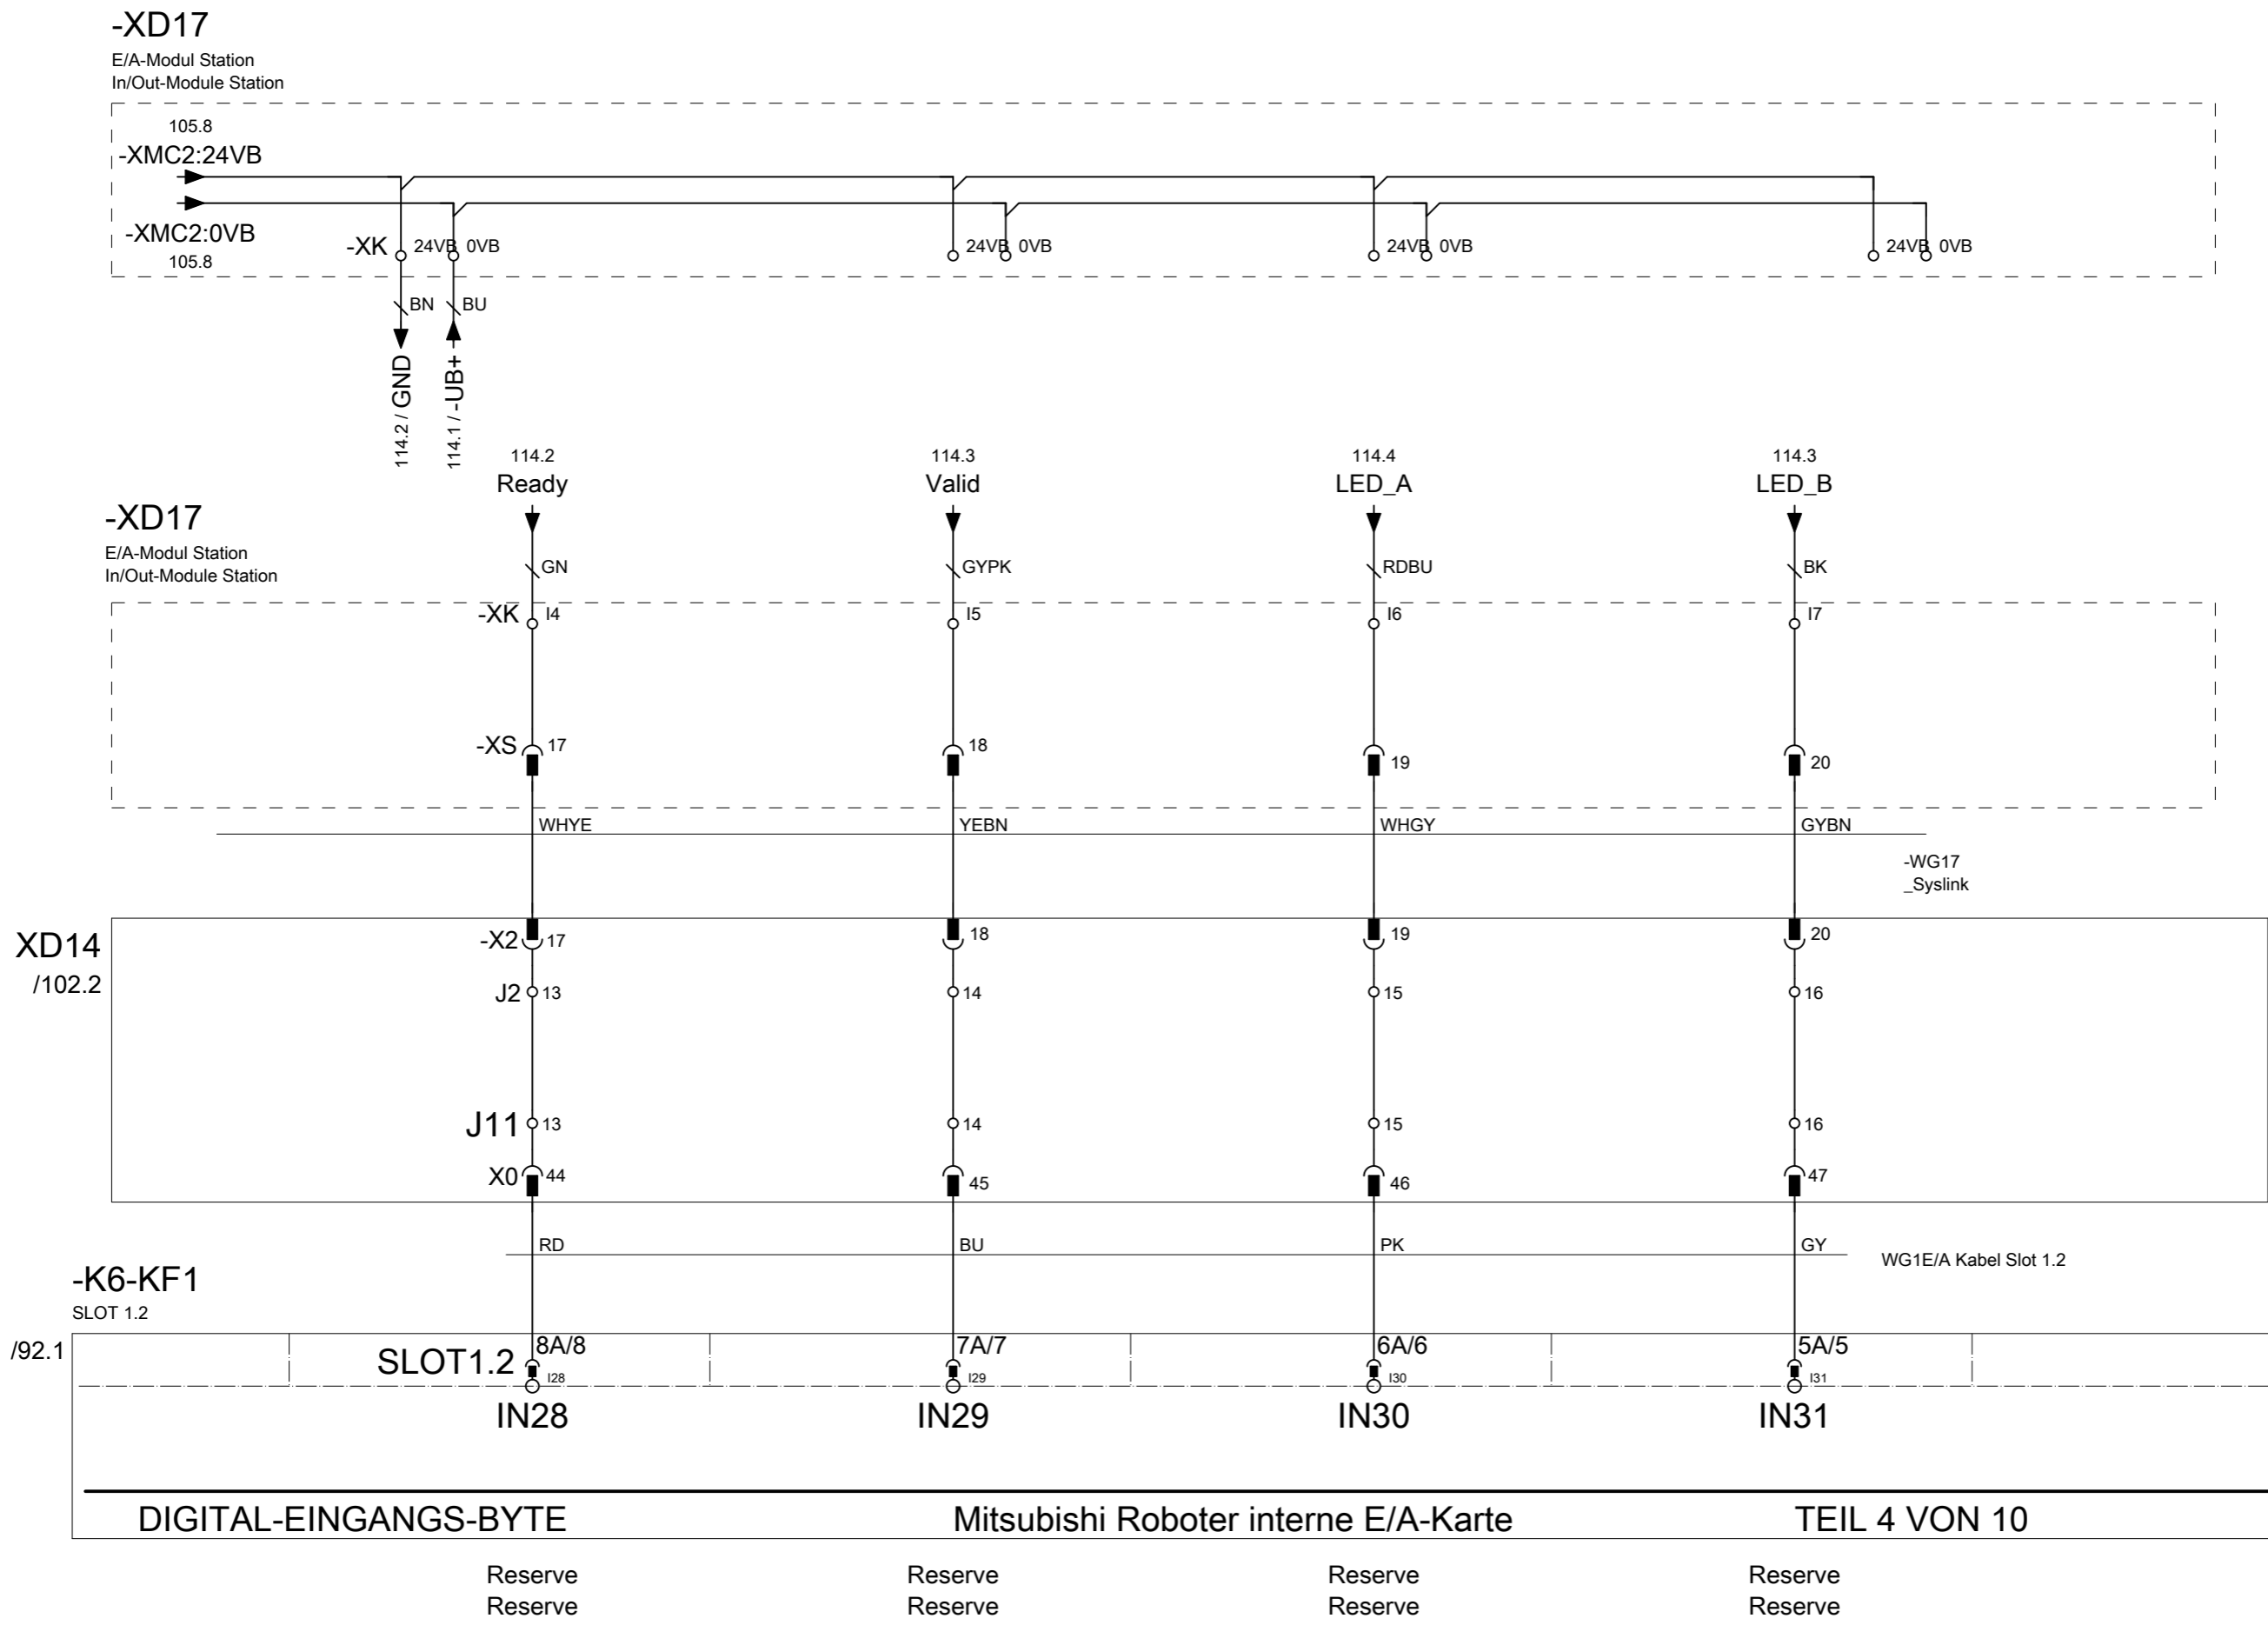 -XD17
E/A-Modul Station
In/Out-Module Station
105.8
-XMC2:24VB
-XMC2:0VB
105.8
-XK 24VB 0VB 24VB 0VB 24VB 0VB 24VB 0VB
BN BU
114.2 / GND
114.1 / -UB+
114.2 114.3 114.4 114.3
Ready Valid LED_A LED_B
-XD17
E/A-Modul Station
In/Out-Module Station
GN GYPK RDBU BK
-XK I4 I5 I6 I7
-XS 17 18 19 20
WHYE YEBN WHGY GYBN
-WG17
_Syslink
XD14
/102.2
-X2 17 18 19 20
J2 13 14 15 16
J11 13 14 15 16
X0 44 45 46 47
RD BU PK GY
WG1E/A Kabel Slot 1.2
-K6-KF1
SLOT 1.2
/92.1
SLOT1.2 8A/8 7A/7 6A/6 5A/5
I28 I29 I30 I31
IN28 IN29 IN30 IN31
DIGITAL-EINGANGS-BYTE Mitsubishi Roboter interne E/A-Karte TEIL 4 VON 10
Reserve Reserve Reserve Reserve
Reserve Reserve Reserve Reserve